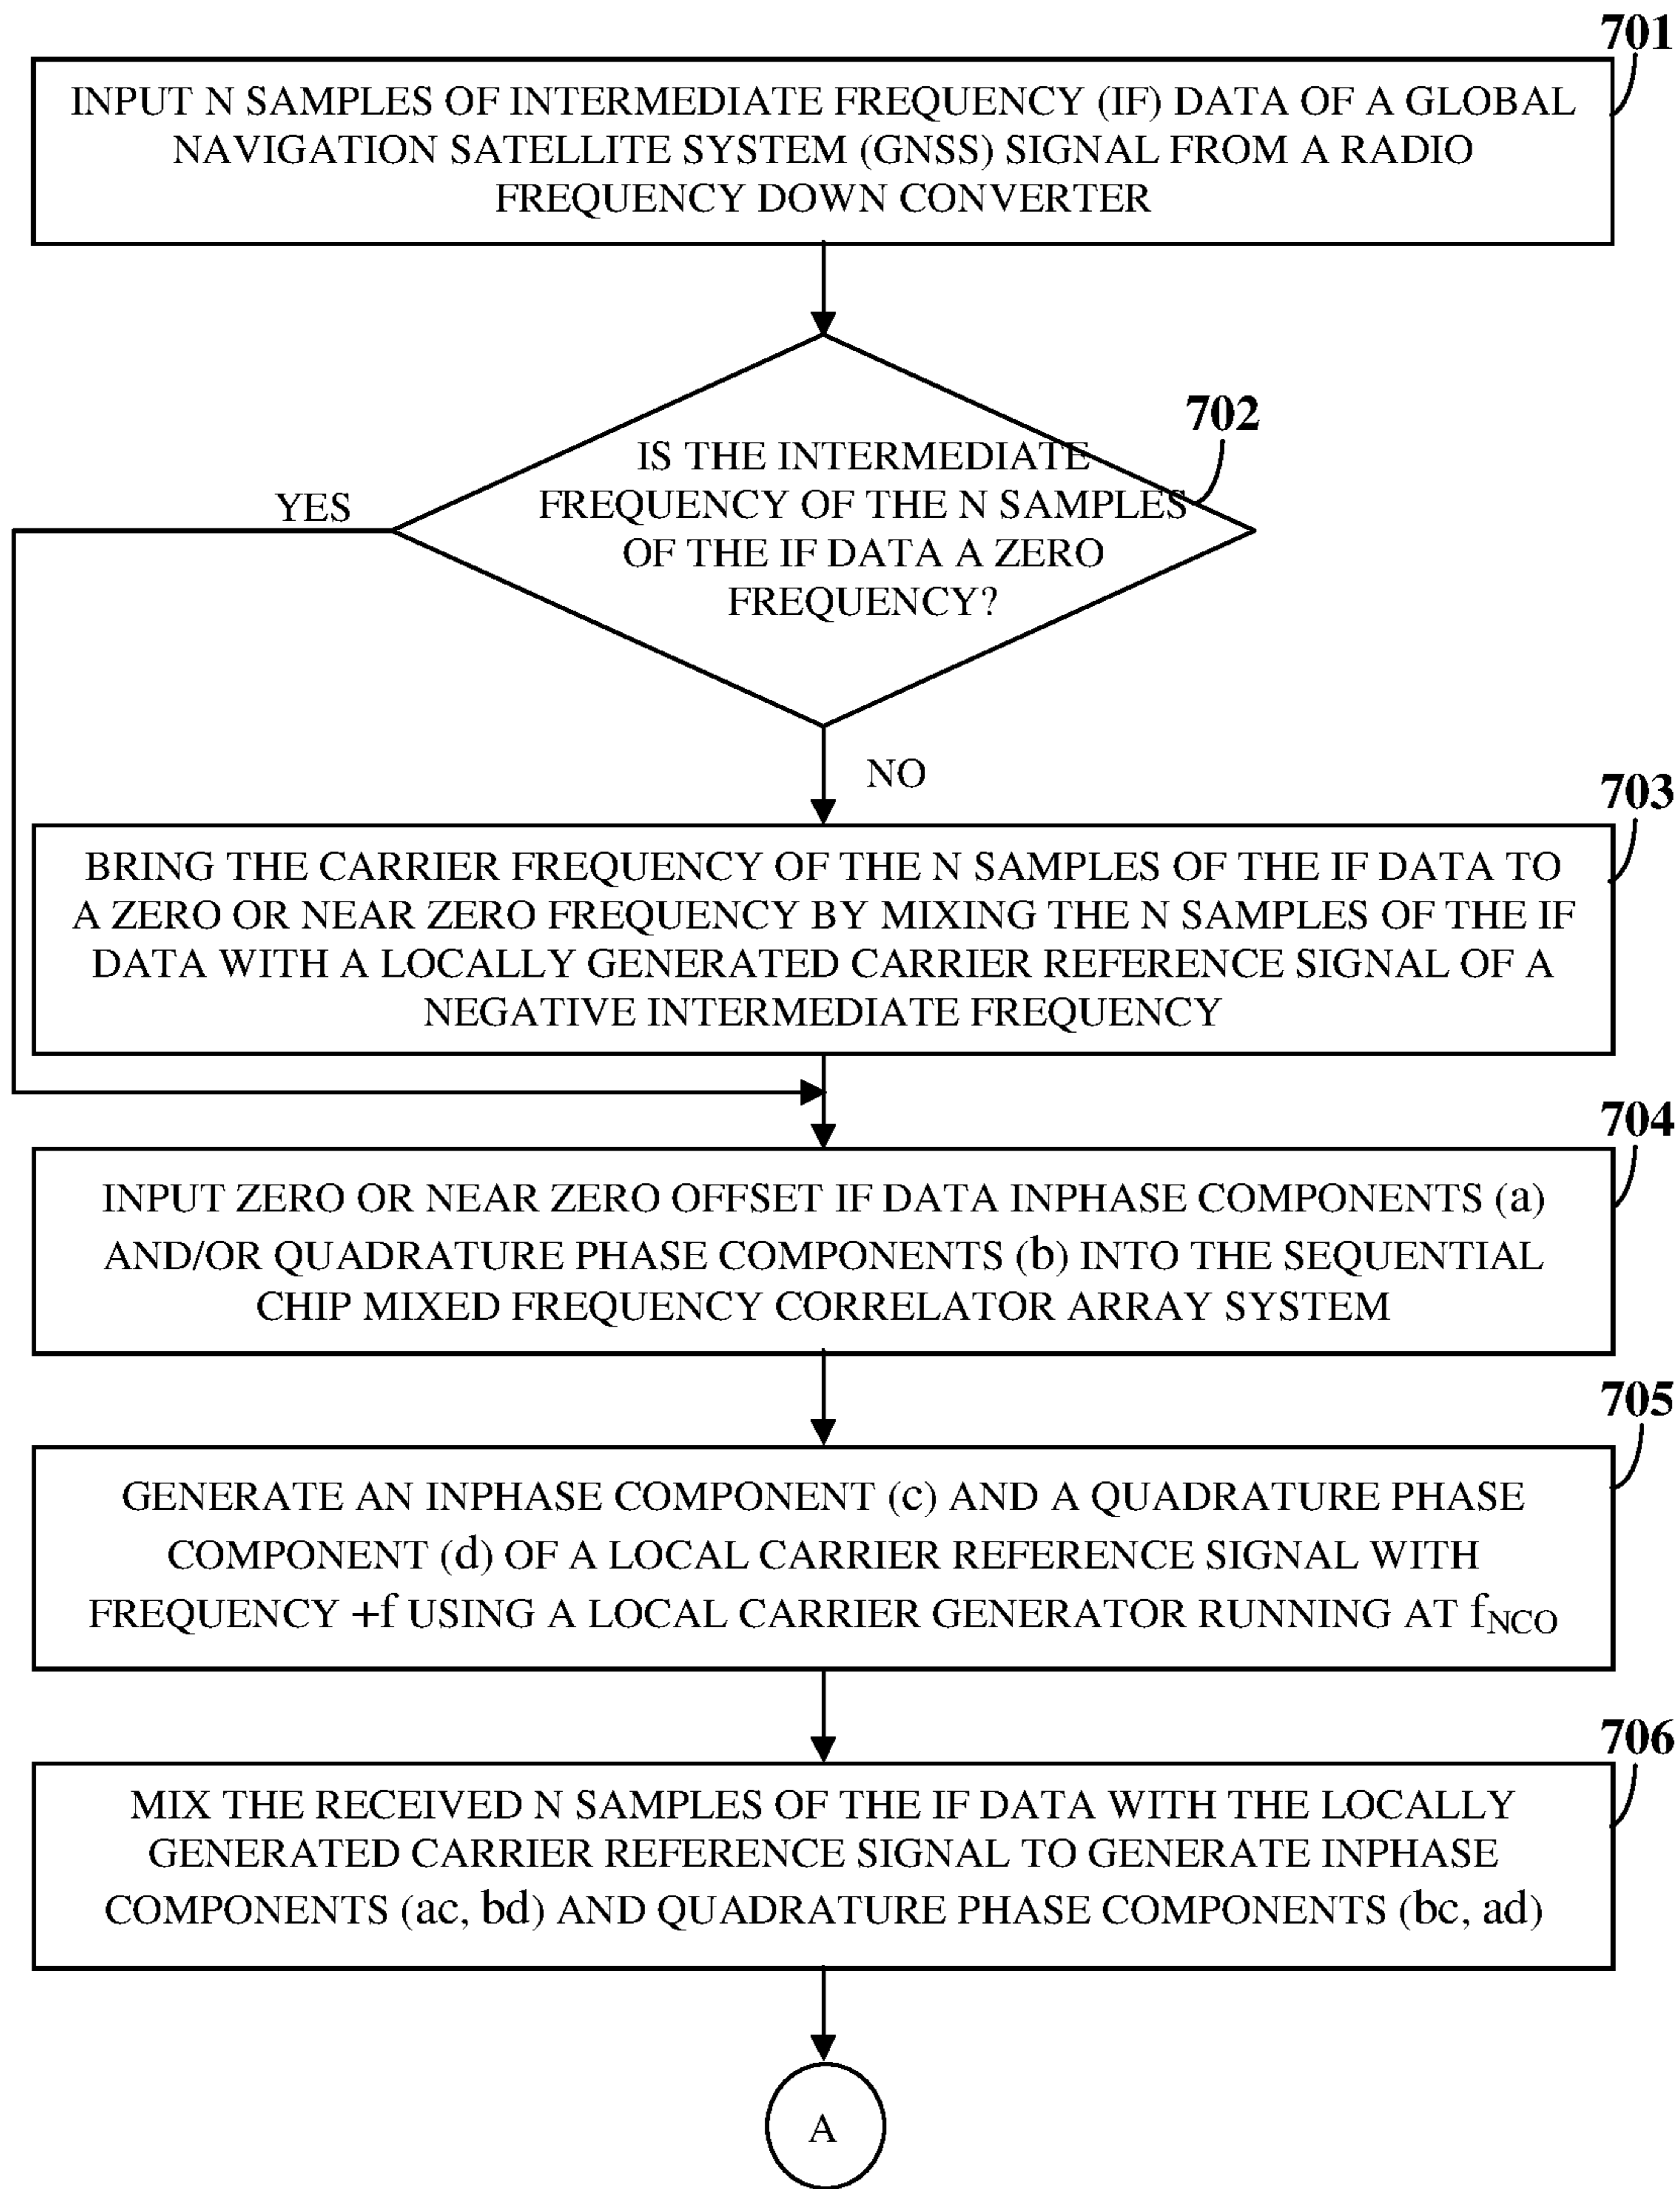 701
INPUT N SAMPLES OF INTERMEDIATE FREQUENCY (IF) DATA OF A GLOBAL
NAVIGATION SATELLITE SYSTEM (GNSS) SIGNAL FROM A RADIO
FREQUENCY DOWN CONVERTER
702
IS THE INTERMEDIATE
FREQUENCY OF THE N SAMPLES
OF THE IF DATA A ZERO
FREQUENCY?
YES
NO
703
BRING THE CARRIER FREQUENCY OF THE N SAMPLES OF THE IF DATA TO
A ZERO OR NEAR ZERO FREQUENCY BY MIXING THE N SAMPLES OF THE IF
DATA WITH A LOCALLY GENERATED CARRIER REFERENCE SIGNAL OF A
NEGATIVE INTERMEDIATE FREQUENCY
704
INPUT ZERO OR NEAR ZERO OFFSET IF DATA INPHASE COMPONENTS (a)
AND/OR QUADRATURE PHASE COMPONENTS (b) INTO THE SEQUENTIAL
CHIP MIXED FREQUENCY CORRELATOR ARRAY SYSTEM
705
GENERATE AN INPHASE COMPONENT (c) AND A QUADRATURE PHASE
COMPONENT (d) OF A LOCAL CARRIER REFERENCE SIGNAL WITH
FREQUENCY +f USING A LOCAL CARRIER GENERATOR RUNNING AT fNCO
706
MIX THE RECEIVED N SAMPLES OF THE IF DATA WITH THE LOCALLY
GENERATED CARRIER REFERENCE SIGNAL TO GENERATE INPHASE
COMPONENTS (ac, bd) AND QUADRATURE PHASE COMPONENTS (bc, ad)
A